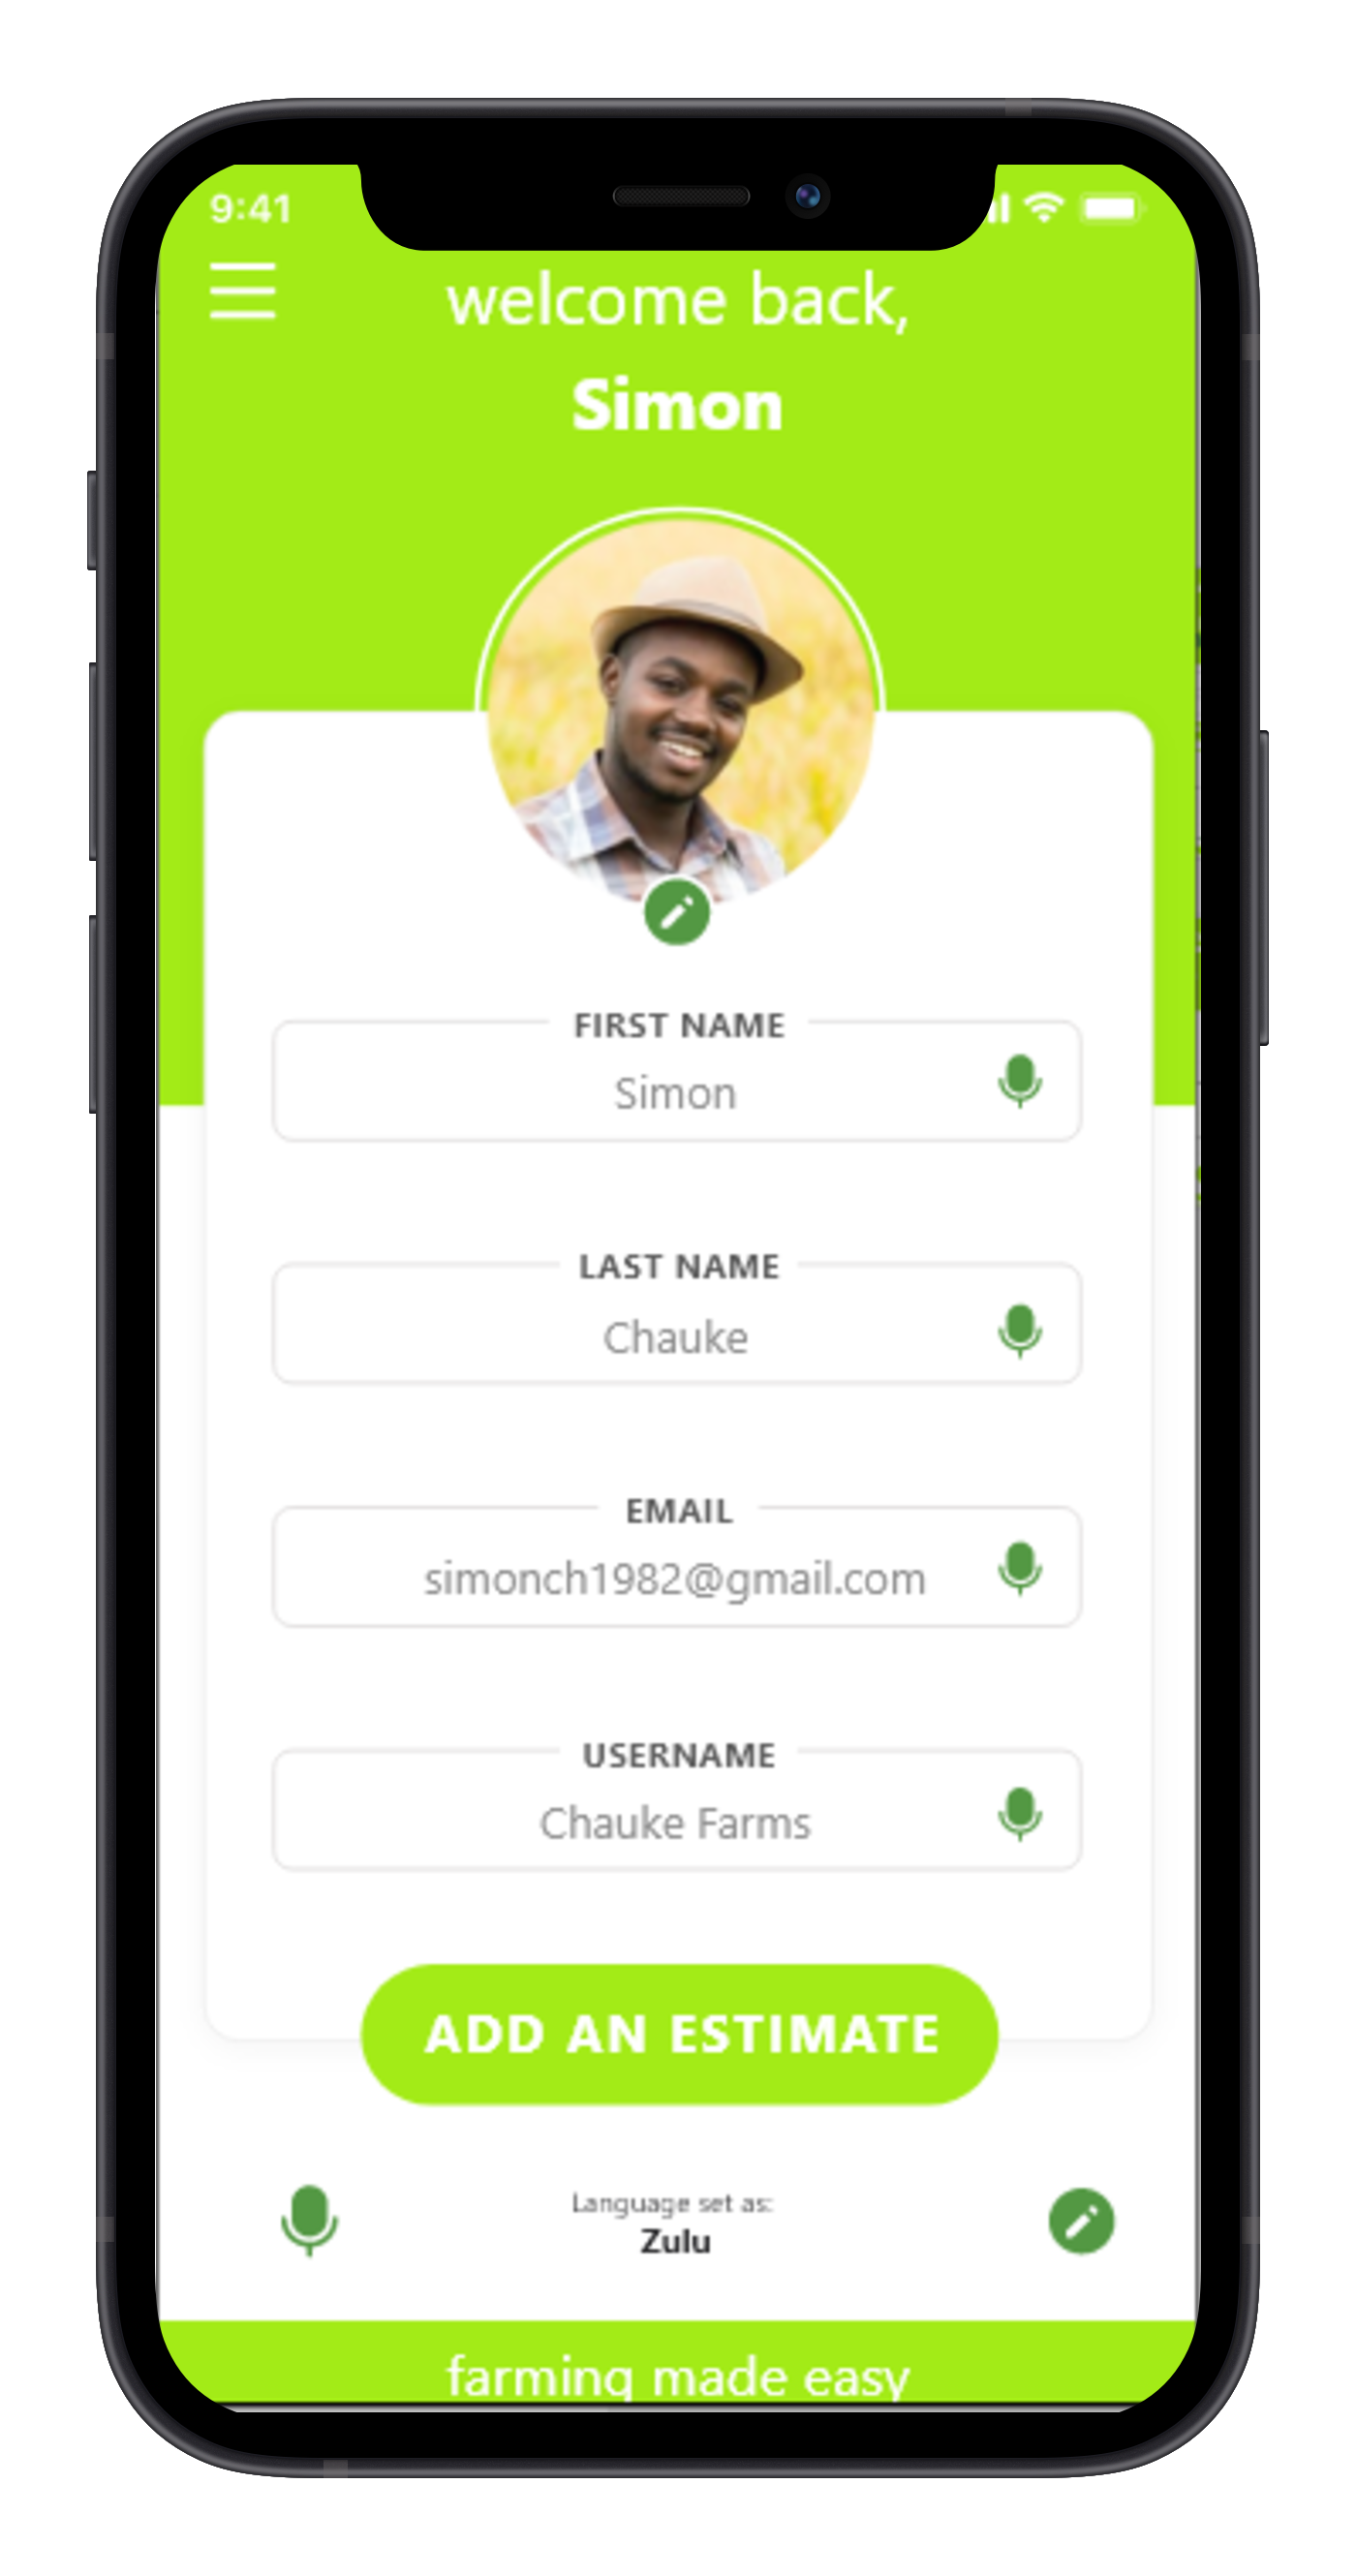 9:41
welcome back,
Simon
FIRST NAME
Simon
LAST NAME
Chauke
EMAIL
simonch1982@gmail.com
USERNAME
Chauke Farms
ADD AN ESTIMATE
Language set as:
Zulu
farming made easy